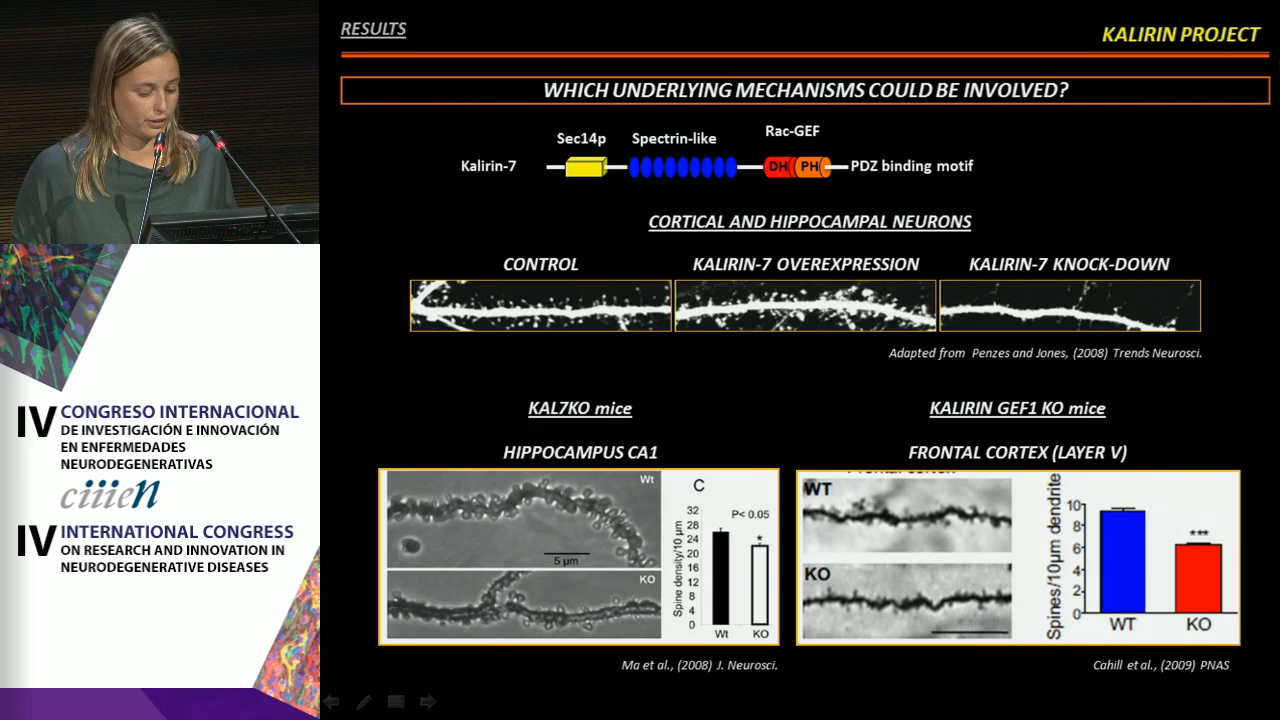 RESULTS
KALIRIN PROJECT
WHICH UNDERLYING MECHANISMS COULD BE INVOLVED?
Sec14p
Spectrin-like
Rac-GEF
Kalirin-7
DH
PH
PDZ binding motif
CORTICAL AND HIPPOCAMPAL NEURONS
CONTROL
KALIRIN-7 OVEREXPRESSION
KALIRIN-7 KNOCK-DOWN
Adapted from Penzes and Jones, (2008) Trends Neurosci.
KAL7KO mice
HIPPOCAMPUS CA1
Wt
5 µm
KO
C
P< 0.05
Spine density/10 µm
32
28
24
20
16
12
8
4
0
*
Wt
KO
Ma et al., (2008) J. Neurosci.
KALIRIN GEF1 KO mice
FRONTAL CORTEX (LAYER V)
WT
KO
Spines/10µm dendrite
10
8
6
4
2
0
***
WT
KO
Cahill et al., (2009) PNAS
IV CONGRESO INTERNACIONAL
DE INVESTIGACIÓN E INNOVACIÓN
EN ENFERMEDADES
NEURODEGENERATIVAS
ciiien
IV INTERNATIONAL CONGRESS
ON RESEARCH AND INNOVATION IN
NEURODEGENERATIVE DISEASES